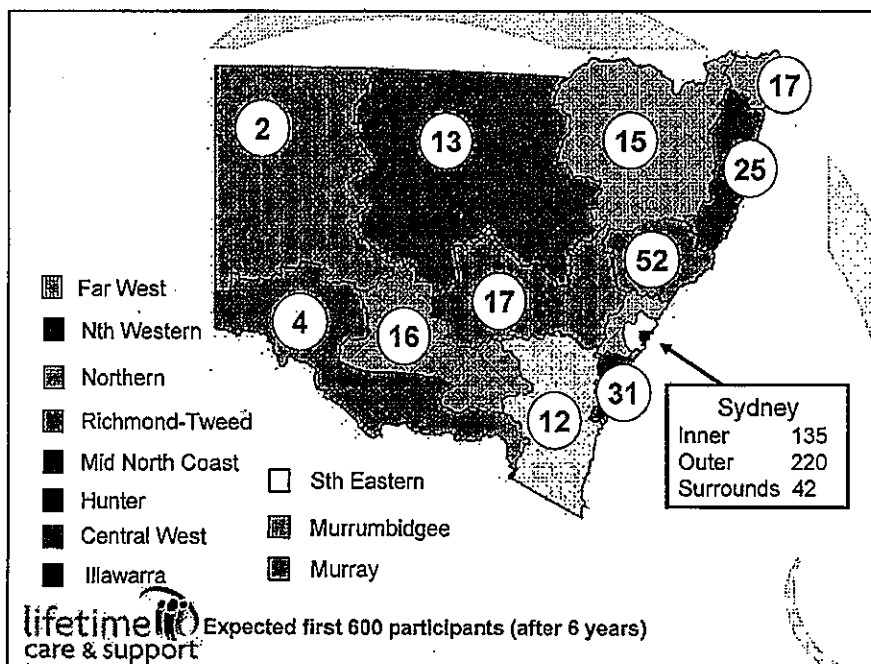 2
13
15
17
25
52
4
16
17
12
31
Far West
Nth Western
Northern
Richmond-Tweed
Mid North Coast
Hunter
Central West
Illawarra
Sth Eastern
Murrumbidgee
Murray
Sydney
Inner 135
Outer 220
Surrounds 42
lifetime
care & support
Expected first 600 participants (after 6 years)